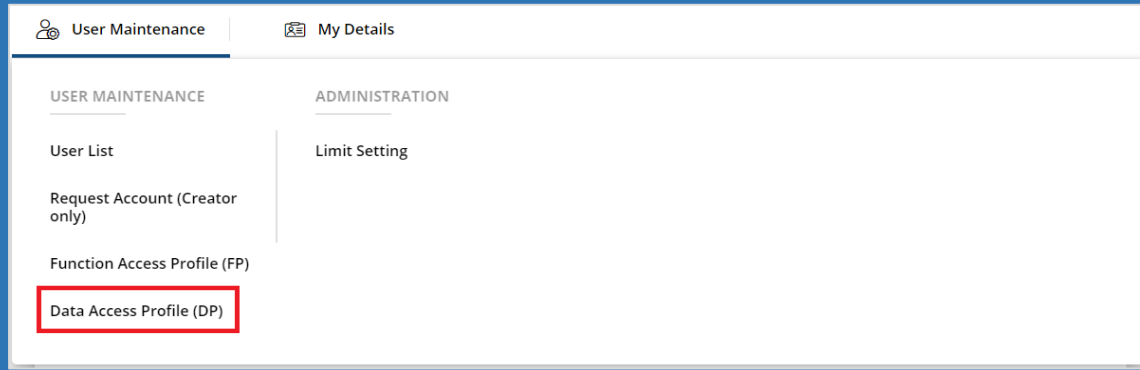 User Maintenance
My Details
USER MAINTENANCE
User List
Request Account (Creator
only)
Function Access Profile (FP)
Data Access Profile (DP)
ADMINISTRATION
Limit Setting